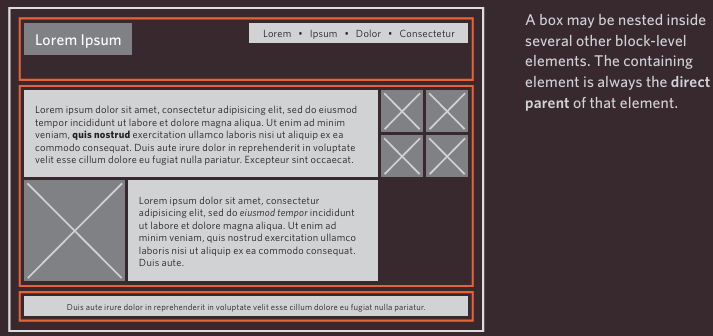 Lorem Ipsum
Lorem • Ipsum • Dolor • Consectetur
Lorem ipsum dolor sit amet, consectetur adipisicing elit, sed do eiusmod
tempor incididunt ut labore et dolore magna aliqua. Ut enim ad minim
veniam, quis nostrud exercitation ullamco laboris nisi ut aliquip ex ea
commodo consequat. Duis aute irure dolor in reprehenderit in voluptate
velit esse cillum dolore eu fugiat nulla pariatur. Excepteur sint occaecat.
Lorem ipsum dolor sit amet, consectetur
adipisicing elit, sed do eiusmod tempor incididunt
ut labore et dolore magna aliqua. Ut enim ad
minim veniam, quis nostrud exercitation ullamco
laboris nisi ut aliquip ex ea commodo consequat.
Duis aute.
Duis aute irure dolor in reprehenderit in voluptate velit esse cillum dolore eu fugiat nulla pariatur.
A box may be nested inside
several other block-level
elements. The containing
element is always the direct
parent of that element.